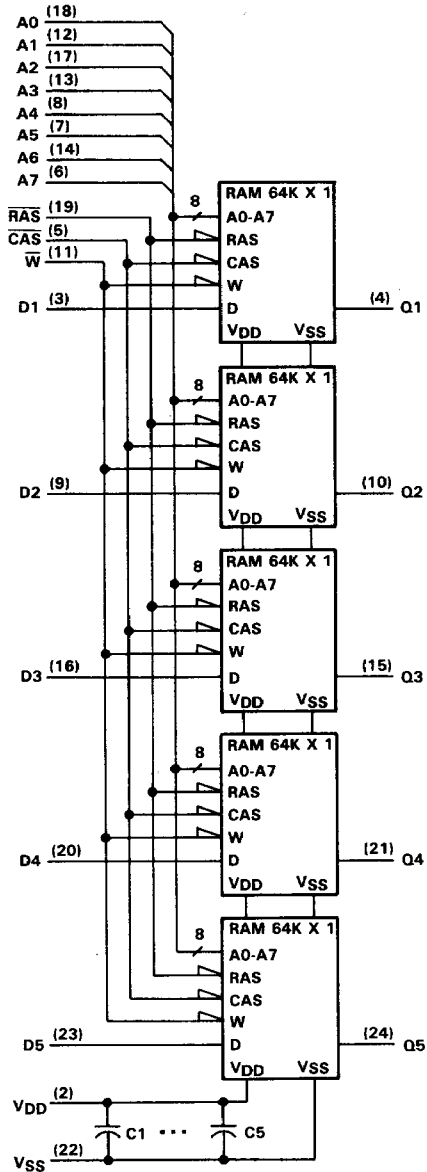 A0 (18)
A1 (12)
A2 (17)
A3 (13)
A4 (8)
A5 (7)
A6 (14)
A7 (6)
RAM 64K X 1
RAS (19) 8 A0-A7
RAS
CAS (5)
CAS
W (11)
W
D1 (3) D (4) Q1
VDD VSS
RAM 64K X 1
8 A0-A7
RAS
CAS
W
D2 (9) D (10) Q2
VDD VSS
RAM 64K X 1
8 A0-A7
RAS
CAS
W
D3 (16) D (15) Q3
VDD VSS
RAM 64K X 1
8 A0-A7
RAS
CAS
W
D4 (20) D (21) Q4
VDD VSS
RAM 64K X 1
8 A0-A7
RAS
CAS
W
D5 (23) D (24) Q5
VDD VSS
VDD (2)
C1 ••• C5
VSS (22)